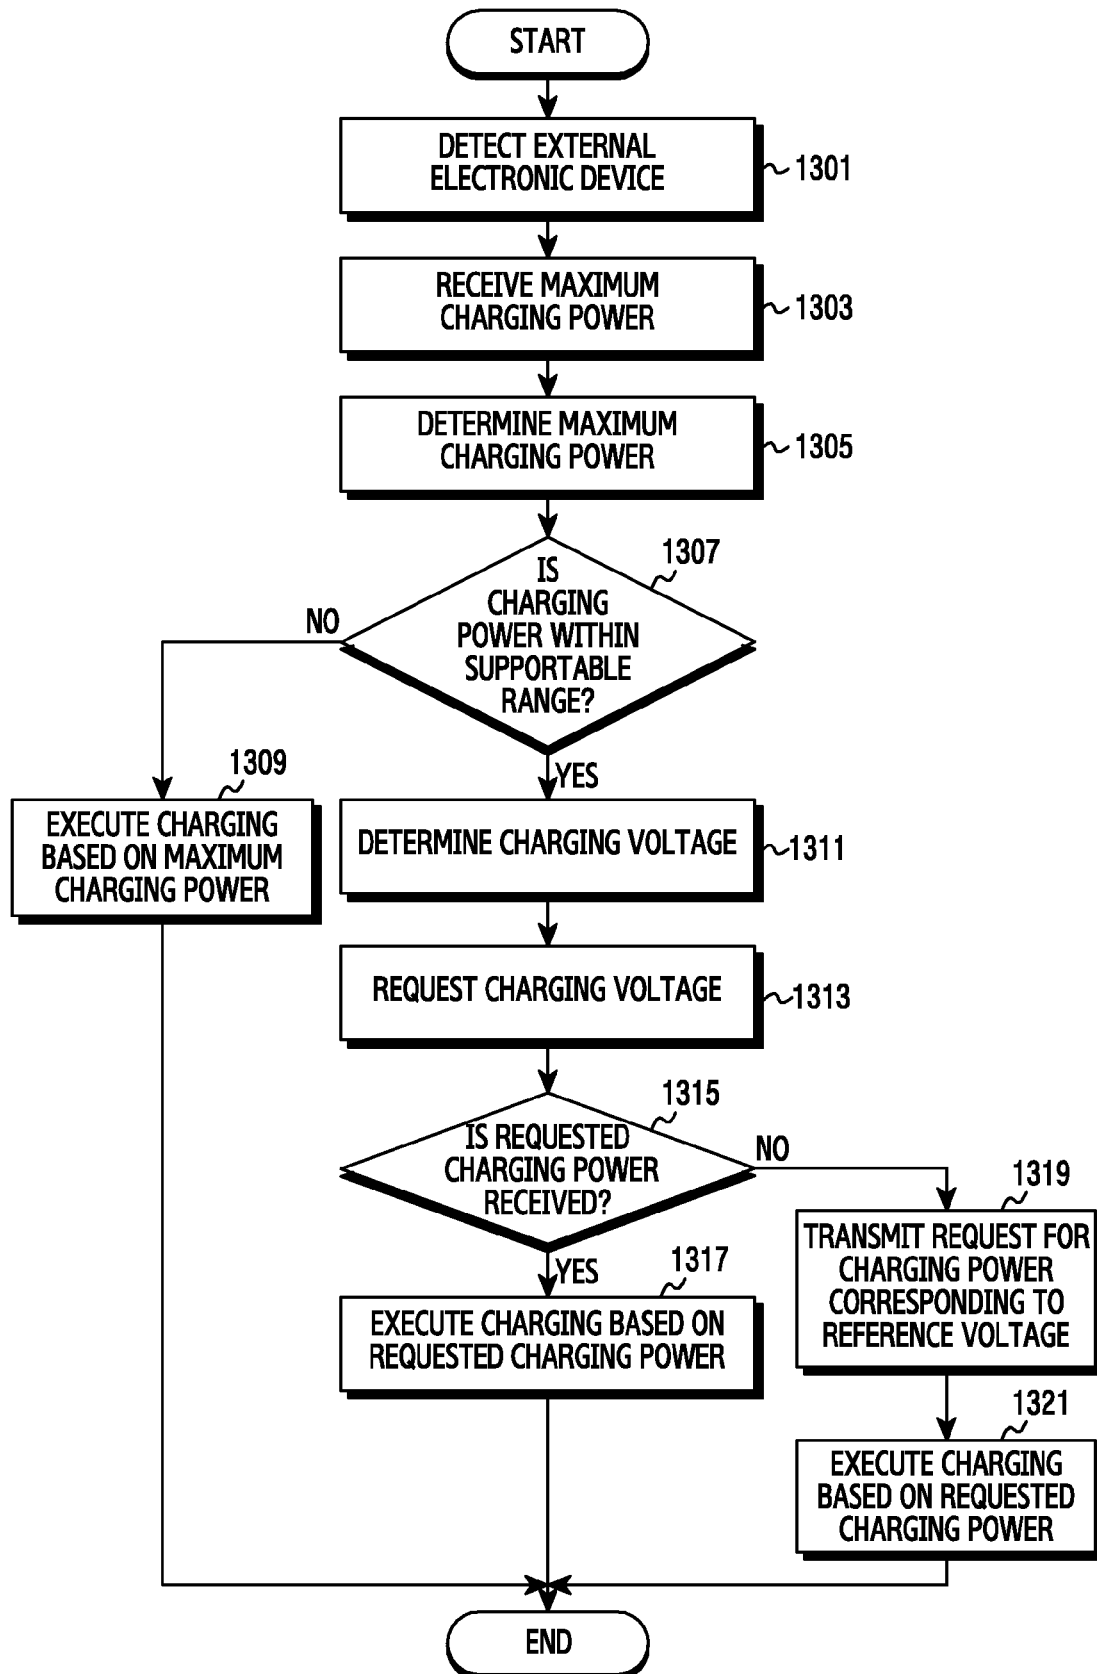 START
DETECT EXTERNAL
ELECTRONIC DEVICE
1301
RECEIVE MAXIMUM
CHARGING POWER
1303
DETERMINE MAXIMUM
CHARGING POWER
1305
1307
IS
CHARGING
POWER WITHIN
SUPPORTABLE
RANGE?
NO
YES
1309
EXECUTE CHARGING
BASED ON MAXIMUM
CHARGING POWER
DETERMINE CHARGING VOLTAGE
1311
REQUEST CHARGING VOLTAGE
1313
1315
IS REQUESTED
CHARGING POWER
RECEIVED?
NO
YES
1317
EXECUTE CHARGING BASED ON
REQUESTED CHARGING POWER
1319
TRANSMIT REQUEST FOR
CHARGING POWER
CORRESPONDING TO
REFERENCE VOLTAGE
1321
EXECUTE CHARGING
BASED ON REQUESTED
CHARGING POWER
END